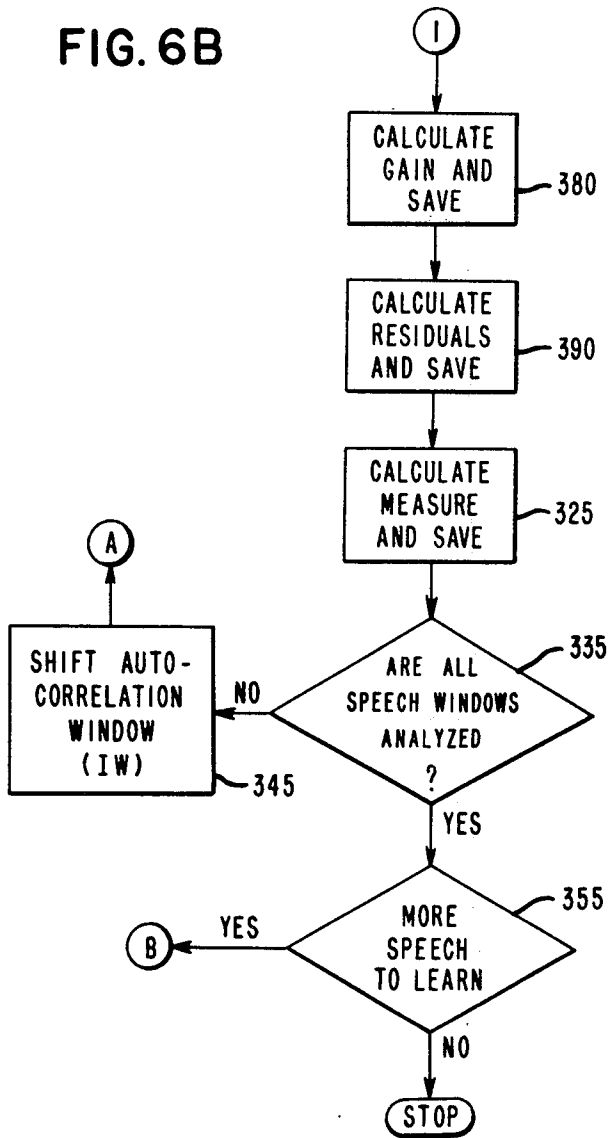 FIG. 6B
I
CALCULATE
GAIN AND
SAVE
380
CALCULATE
RESIDUALS
AND SAVE
390
CALCULATE
MEASURE
AND SAVE
325
A
SHIFT AUTO-
CORRELATION
WINDOW
(IW)
345
NO
ARE ALL
SPEECH WINDOWS
ANALYZED
?
335
YES
MORE
SPEECH
TO LEARN
355
YES
B
NO
STOP